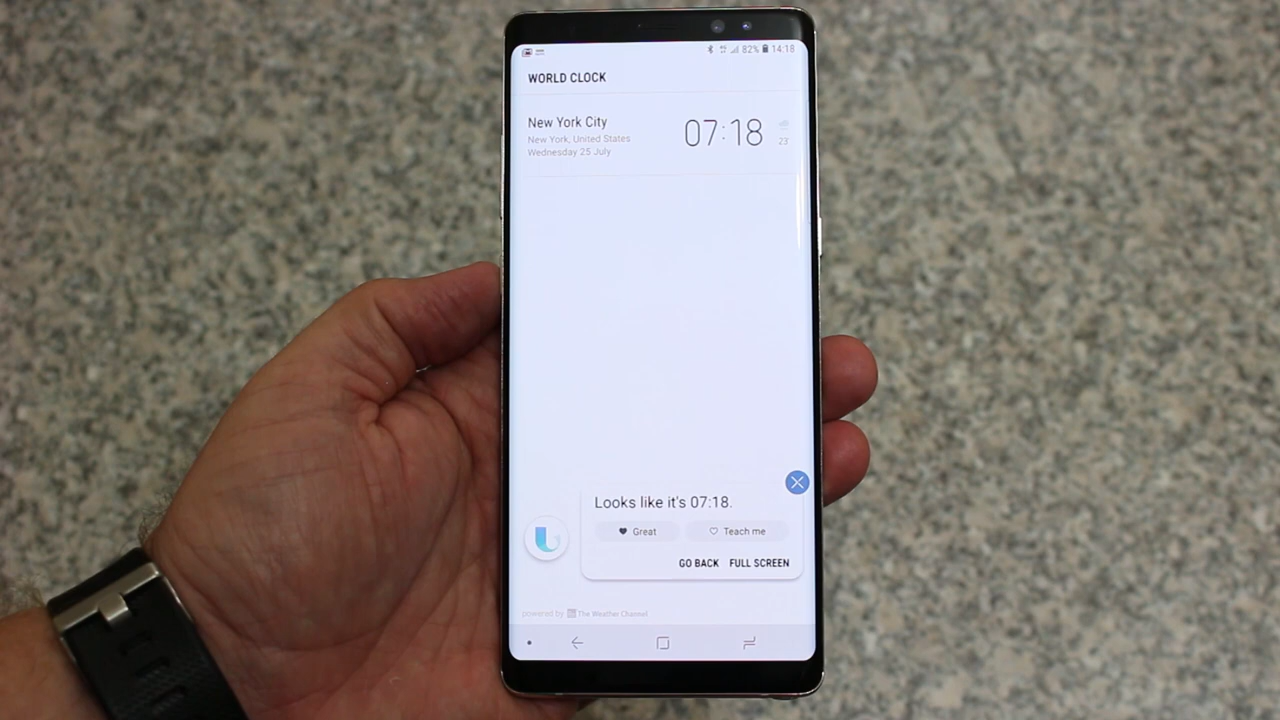 82% 14:18
WORLD CLOCK
New York City
New York, United States
Wednesday 25 July
07:18
23°
Looks like it's 07:18.
Great
Teach me
GO BACK FULL SCREEN
powered by The Weather Channel